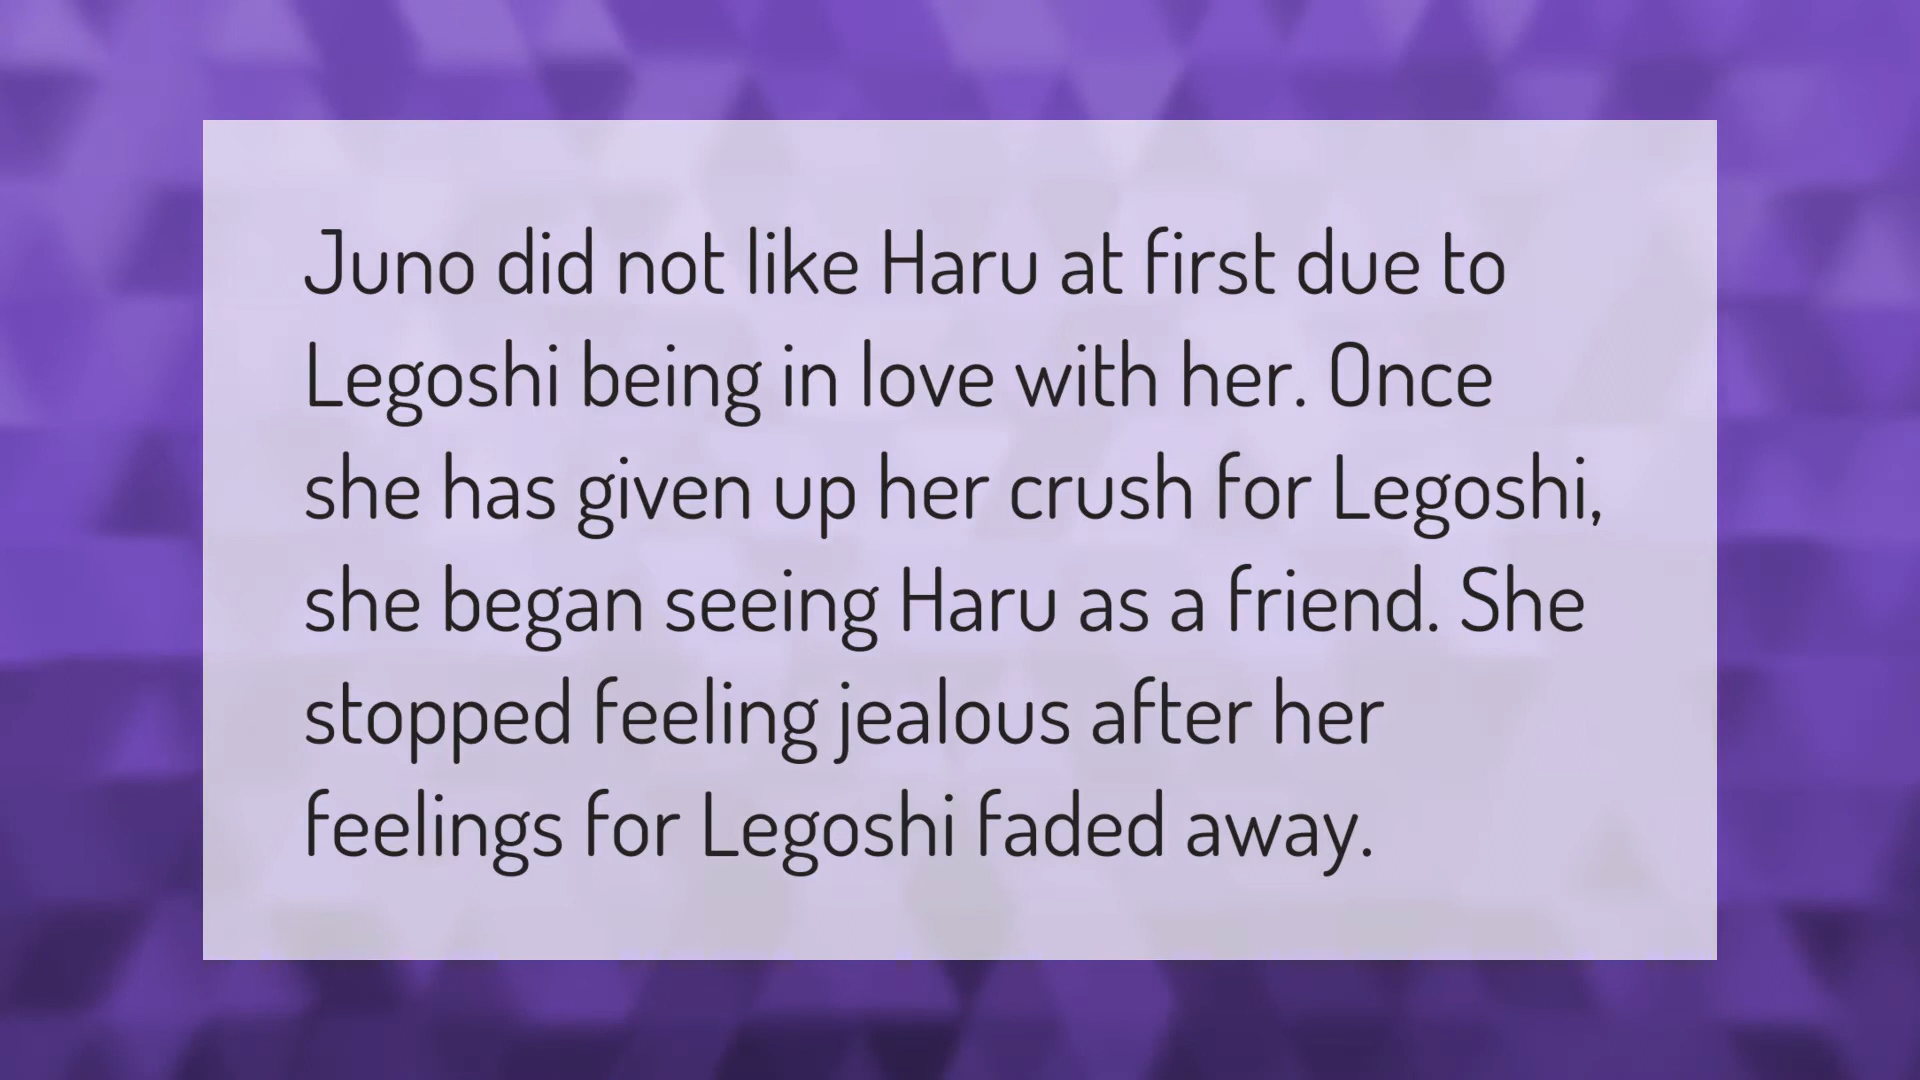 Juno did not like Haru at first due to
Legoshi being in love with her. Once
she has given up her crush for Legoshi,
she began seeing Haru as a friend. She
stopped feeling jealous after her
feelings for Legoshi faded away.